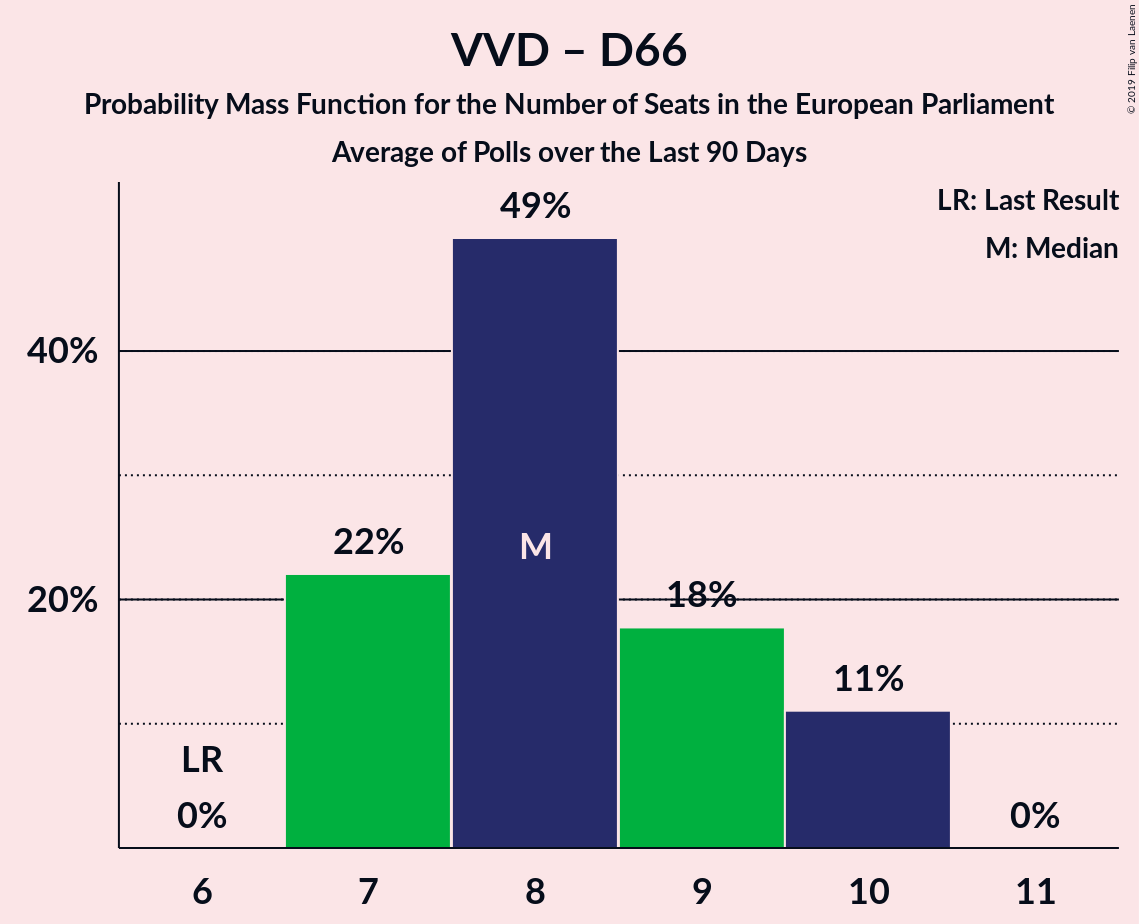 VVD – D66
Probability Mass Function for the Number of Seats in the European Parliament
Average of Polls over the Last 90 Days
© 2019 Filip van Laenen
LR: Last Result
M: Median
49%
40%
22%
M
20%
18%
11%
LR
0%
0%
6 7 8 9 10 11